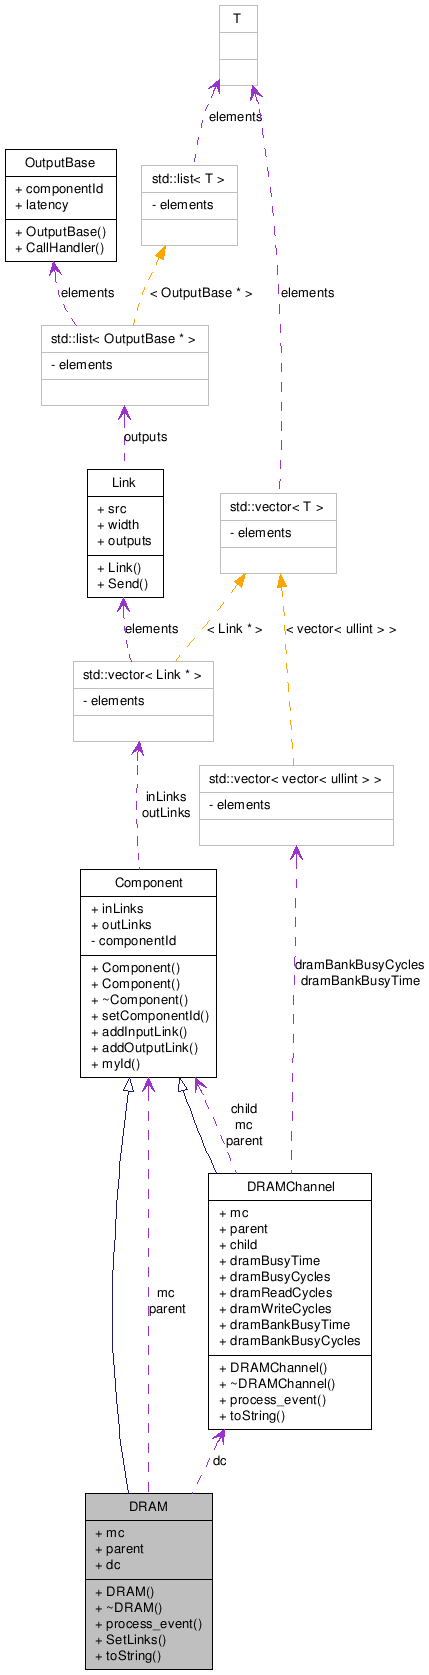 T
elements
OutputBase
+ componentId
+ latency
+ OutputBase()
+ CallHandler()
std::list< T >
- elements
elements
< OutputBase * >
elements
std::list< OutputBase * >
- elements
outputs
Link
+ src
+ width
+ outputs
+ Link()
+ Send()
std::vector< T >
- elements
elements
< Link * >
< vector< ullint > >
std::vector< Link * >
- elements
std::vector< vector< ullint > >
- elements
inLinks
outLinks
Component
+ inLinks
+ outLinks
- componentId
+ Component()
+ Component()
+ ~Component()
+ setComponentId()
+ addInputLink()
+ addOutputLink()
+ myId()
dramBankBusyCycles
dramBankBusyTime
child
mc
parent
DRAMChannel
+ mc
+ parent
+ child
+ dramBusyTime
+ dramBusyCycles
+ dramReadCycles
+ dramWriteCycles
+ dramBankBusyTime
+ dramBankBusyCycles
+ DRAMChannel()
+ ~DRAMChannel()
+ process_event()
+ toString()
mc
parent
dc
DRAM
+ mc
+ parent
+ dc
+ DRAM()
+ ~DRAM()
+ process_event()
+ SetLinks()
+ toString()